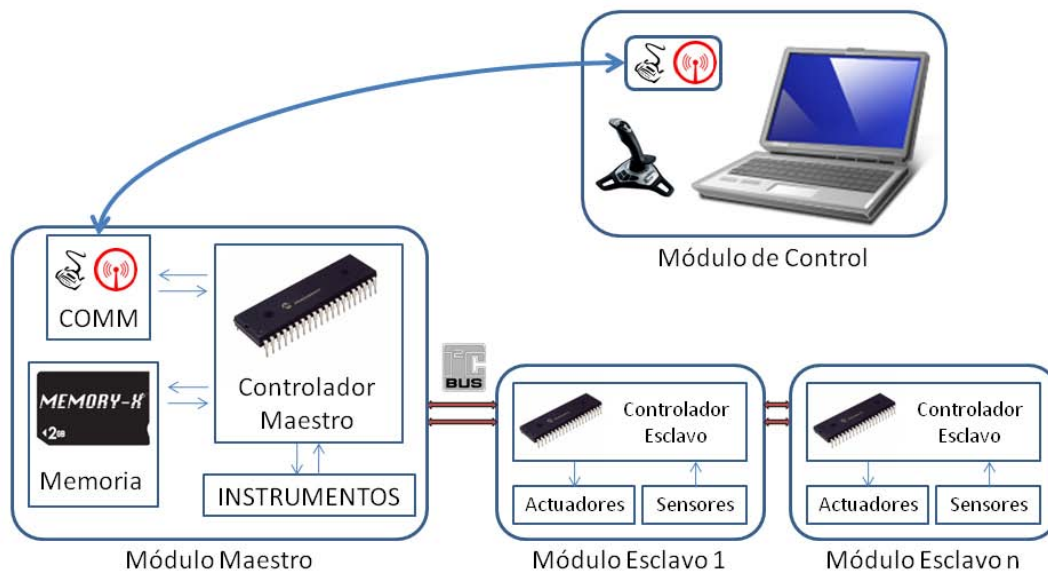 Módulo de Control
COMM
MEMORY-X
2GB
Memoria
Controlador
Maestro
INSTRUMENTOS
Módulo Maestro
I2C
BUS
Controlador
Esclavo
Actuadores
Sensores
Módulo Esclavo 1
Controlador
Esclavo
Actuadores
Sensores
Módulo Esclavo n